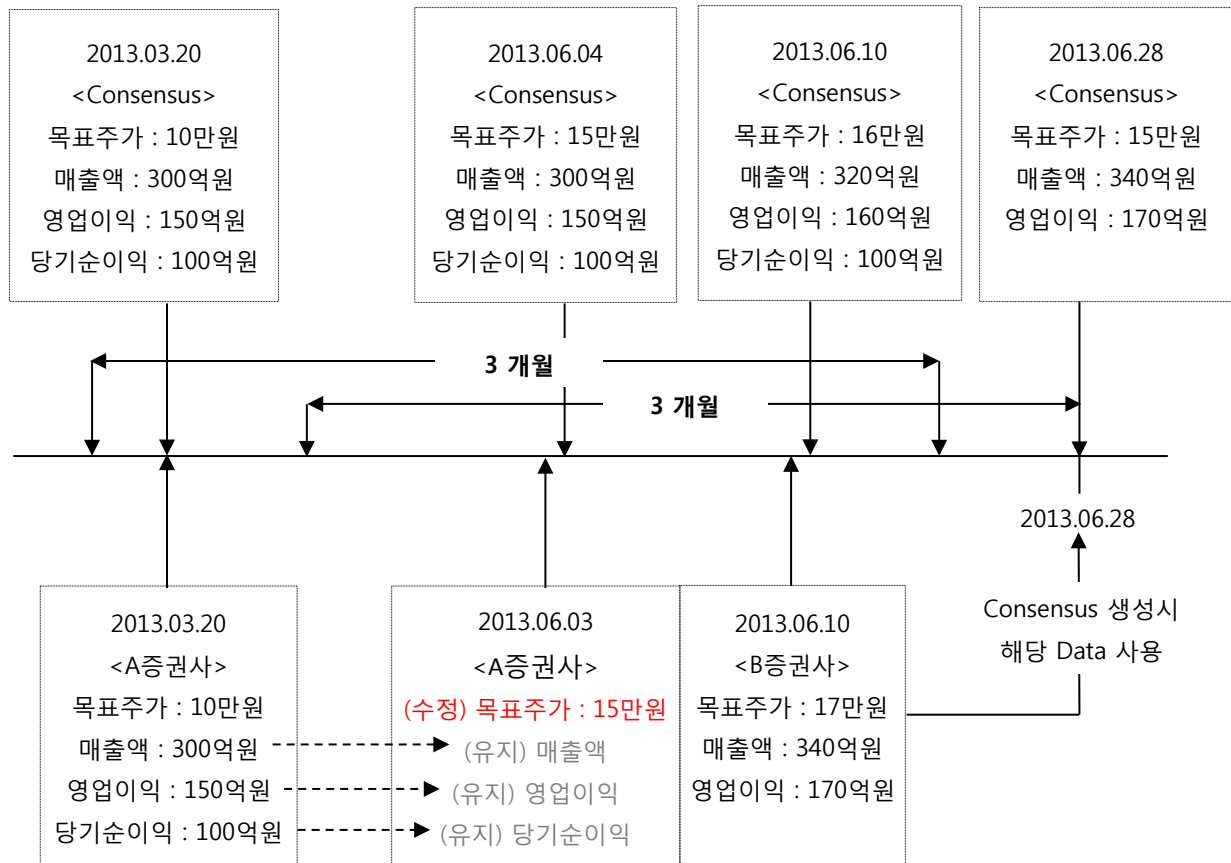 2013.03.20
<Consensus>
목표주가 : 10만원
매출액 : 300억원
영업이익 : 150억원
당기순이익 : 100억원
2013.06.04
<Consensus>
목표주가 : 15만원
매출액 : 300억원
영업이익 : 150억원
당기순이익 : 100억원
2013.06.10
<Consensus>
목표주가 : 16만원
매출액 : 320억원
영업이익 : 160억원
당기순이익 : 100억원
2013.06.28
<Consensus>
목표주가 : 15만원
매출액 : 340억원
영업이익 : 170억원
3 개월
3 개월
2013.06.28
Consensus 생성시
해당 Data 사용
2013.03.20
<A증권사>
목표주가 : 10만원
매출액 : 300억원
영업이익 : 150억원
당기순이익 : 100억원
2013.06.03
<A증권사>
(수정) 목표주가 : 15만원
(유지) 매출액
(유지) 영업이익
(유지) 당기순이익
2013.06.10
<B증권사>
목표주가 : 17만원
매출액 : 340억원
영업이익 : 170억원